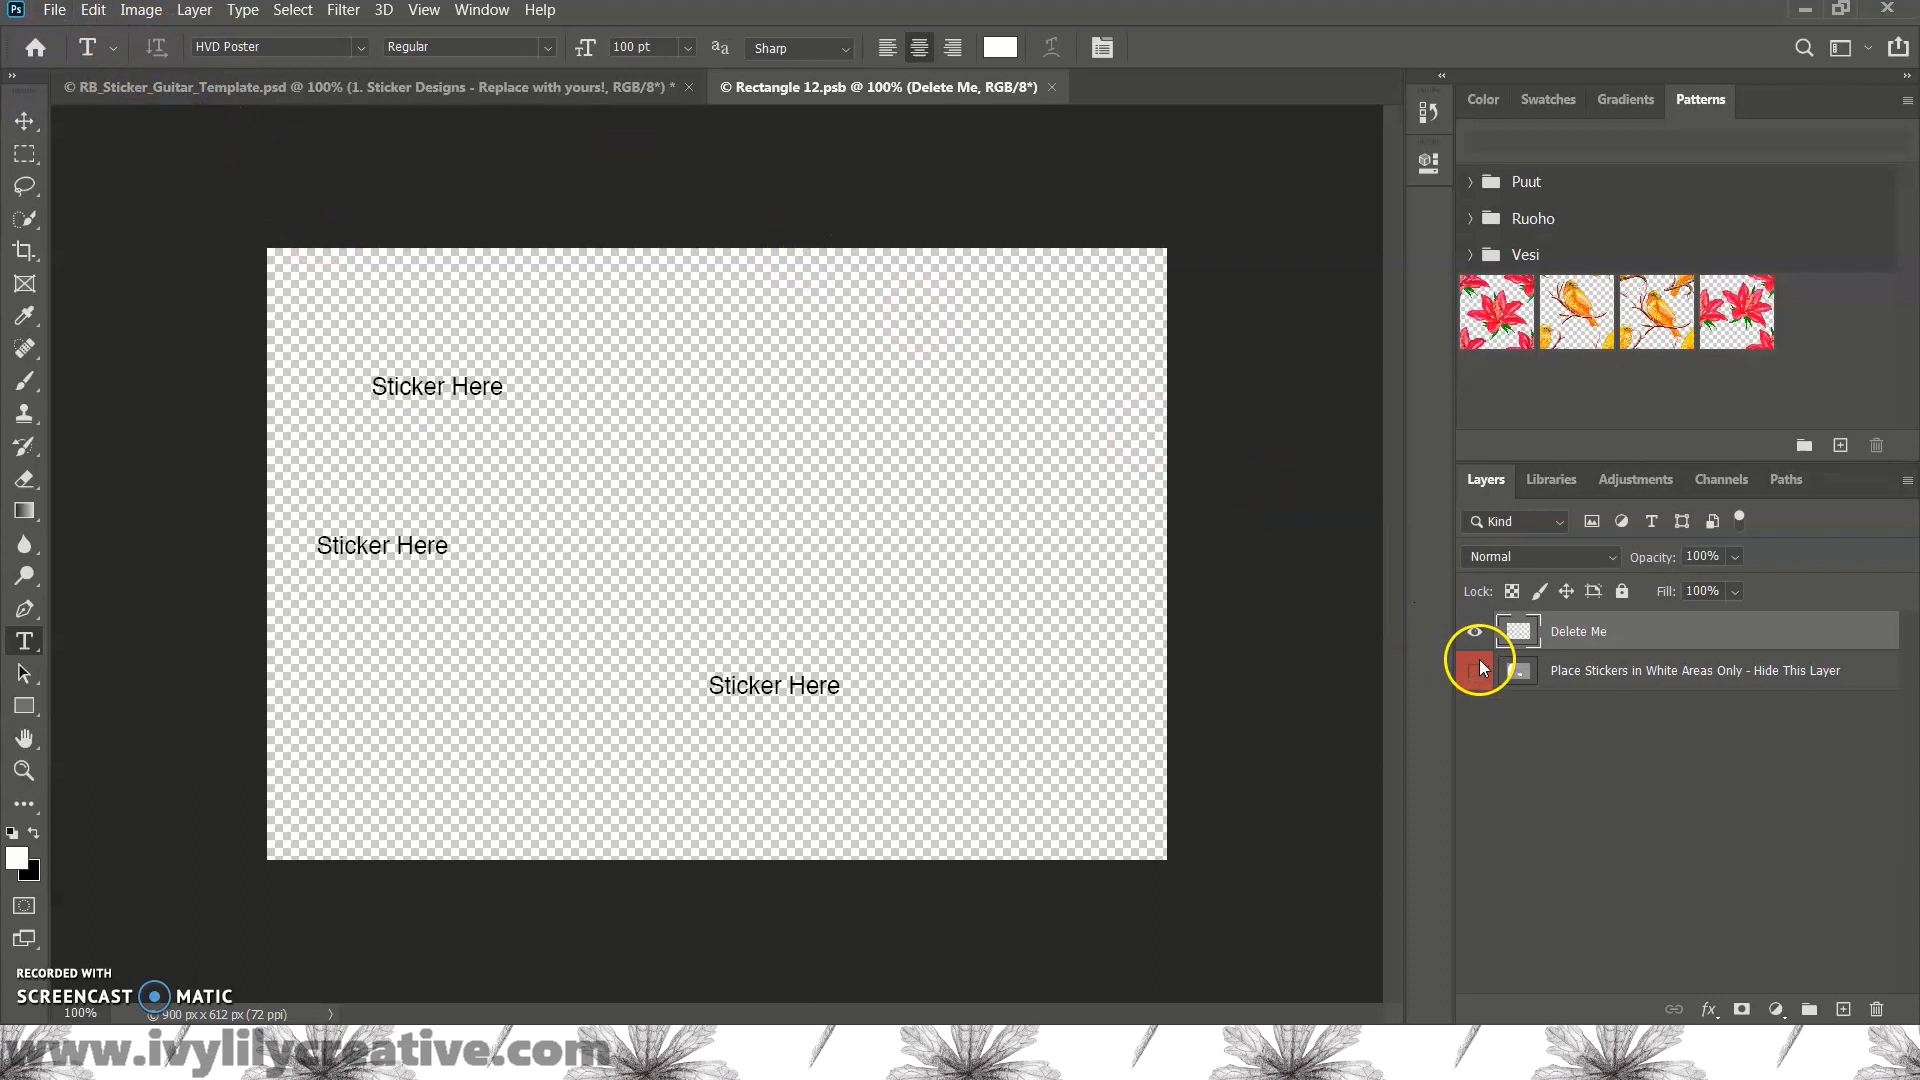 Ps File Edit Image Layer Type Select Filter 3D View Window Help
T HVD Poster Regular 100 pt aa Sharp
© RB_Sticker_Guitar_Template.psd @ 100% (1. Sticker Designs - Replace with yours!, RGB/8*) * © Rectangle 12.psb @ 100% (Delete Me, RGB/8*)
Color Swatches Gradients Patterns
Puut
Ruoho
Vesi
Sticker Here
Sticker Here
Sticker Here
Layers Libraries Adjustments Channels Paths
Kind
Normal Opacity: 100%
Lock: Fill: 100%
Delete Me
Place Stickers in White Areas Only - Hide This Layer
RECORDED WITH
SCREENCAST MATIC
100% © 900 px x 612 px (72 ppi)
fx
www.ivylilycreative.com